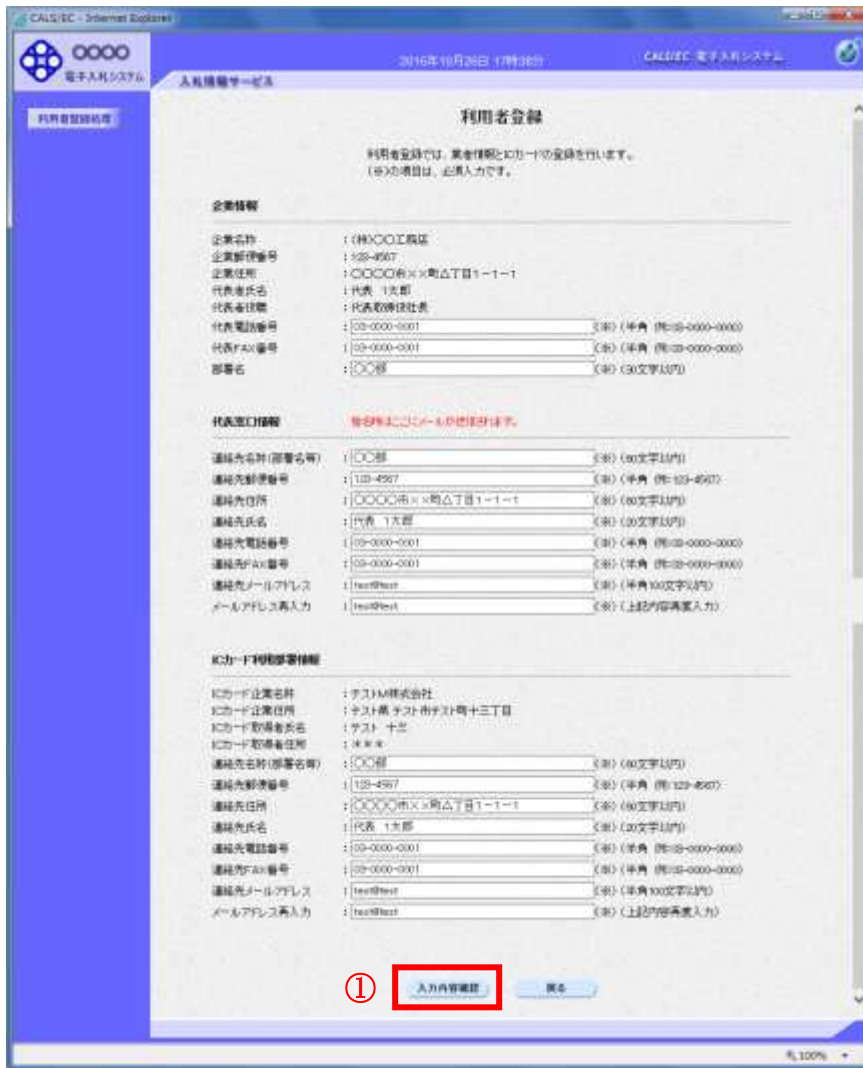 CALS/EC - Internet Explorer
〇〇〇〇
電子入札システム
2016年10月26日 17時38分
CALS/EC 電子入札システム
入札情報サービス
利用者登録処理
利用者登録
利用者登録では、業者情報とICカードの登録を行います。
(※)の項目は、必須入力です。
企業情報
企業名称 : (株)〇〇工務店
企業郵便番号 : 123-4567
企業住所 : 〇〇〇〇市××町△丁目1-1-1
代表者氏名 : 代表 1太郎
代表者役職 : 代表取締役社長
代表電話番号 : 03-0000-0001 (※) (半角 例:03-0000-0000)
代表FAX番号 : 03-0000-0001 (※) (半角 例:03-0000-0000)
部署名 : 〇〇部 (※) (30文字以内)
代表窓口情報 指名時はここにメールが送信されます。
連絡先名称(部署名等) : 〇〇部 (※) (60文字以内)
連絡先郵便番号 : 123-4567 (※) (半角 例:123-4567)
連絡先住所 : 〇〇〇〇市××町△丁目1-1-1 (※) (60文字以内)
連絡先氏名 : 代表 1太郎 (※) (20文字以内)
連絡先電話番号 : 03-0000-0001 (※) (半角 例:03-0000-0000)
連絡先FAX番号 : 03-0000-0001 (※) (半角 例:03-0000-0000)
連絡先メールアドレス : test@test (※) (半角100文字以内)
メールアドレス再入力 : test@test (※) (上記内容再度入力)
ICカード利用部署情報
ICカード企業名称 : テストM株式会社
ICカード企業住所 : テスト県 テスト市テスト町十三丁目
ICカード取得者氏名 : テスト 十三
ICカード取得者住所 : ***
連絡先名称(部署名等) : 〇〇部 (※) (60文字以内)
連絡先郵便番号 : 123-4567 (※) (半角 例:123-4567)
連絡先住所 : 〇〇〇〇市××町△丁目1-1-1 (※) (60文字以内)
連絡先氏名 : 代表 1太郎 (※) (20文字以内)
連絡先電話番号 : 03-0000-0001 (※) (半角 例:03-0000-0000)
連絡先FAX番号 : 03-0000-0001 (※) (半角 例:03-0000-0000)
連絡先メールアドレス : test@test (※) (半角100文字以内)
メールアドレス再入力 : test@test (※) (上記内容再度入力)
① 入力内容確認 戻る
100%